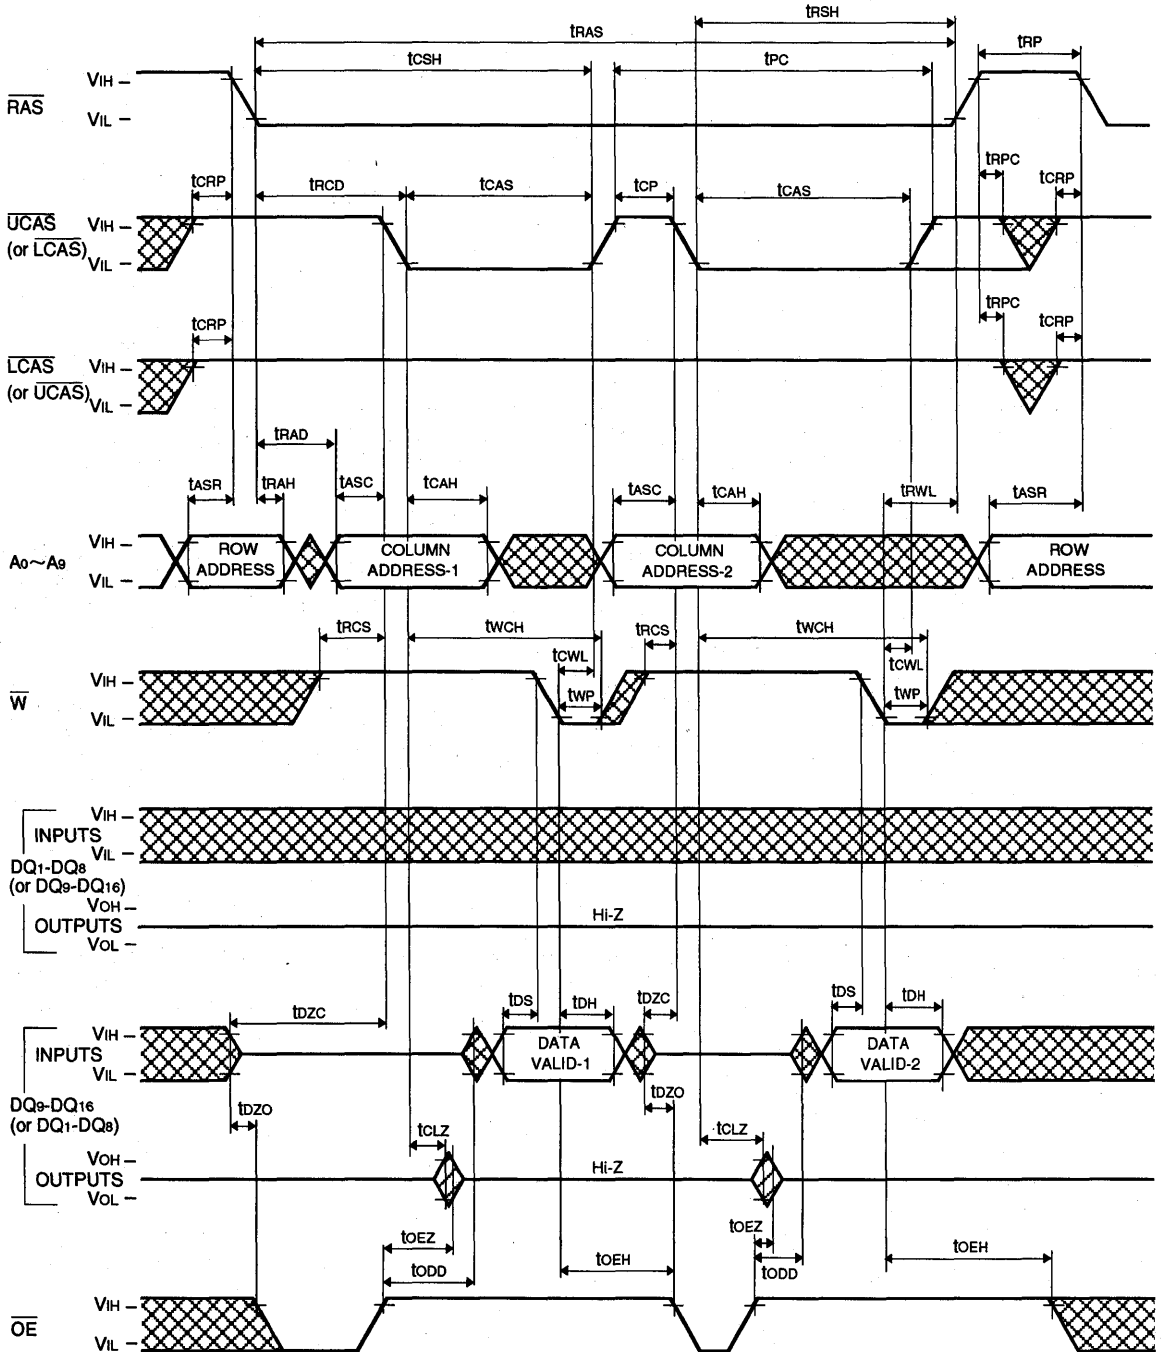 tRSH
tRAS
tRP
tCSH
tPC
VIH
RAS
VIL
tRPC
tCRP
tRCD
tCAS
tCP
tCAS
tCRP
UCAS
VIH
(or LCAS)
VIL
tRPC
tCRP
tCRP
LCAS
VIH
(or UCAS)
VIL
tRAD
tASR
tRAH
tASC
tCAH
tASC
tCAH
tRWL
tASR
VIH
A0~A9
VIL
ROW
ADDRESS
COLUMN
ADDRESS-1
COLUMN
ADDRESS-2
ROW
ADDRESS
tRCS
tWCH
tRCS
tWCH
tCWL
tCWL
VIH
W
VIL
tWP
tWP
VIH
INPUTS
VIL
DQ1-DQ8
(or DQ9-DQ16)
VOH
OUTPUTS
Hi-Z
VOL
tDZC
tDS
tDH
tDZC
tDS
tDH
VIH
INPUTS
VIL
DATA
VALID-1
DATA
VALID-2
DQ9-DQ16
(or DQ1-DQ8)
tDZO
tDZO
tCLZ
tCLZ
VOH
OUTPUTS
Hi-Z
VOL
tOEZ
tOEZ
tODD
tOEH
tODD
tOEH
VIH
OE
VIL